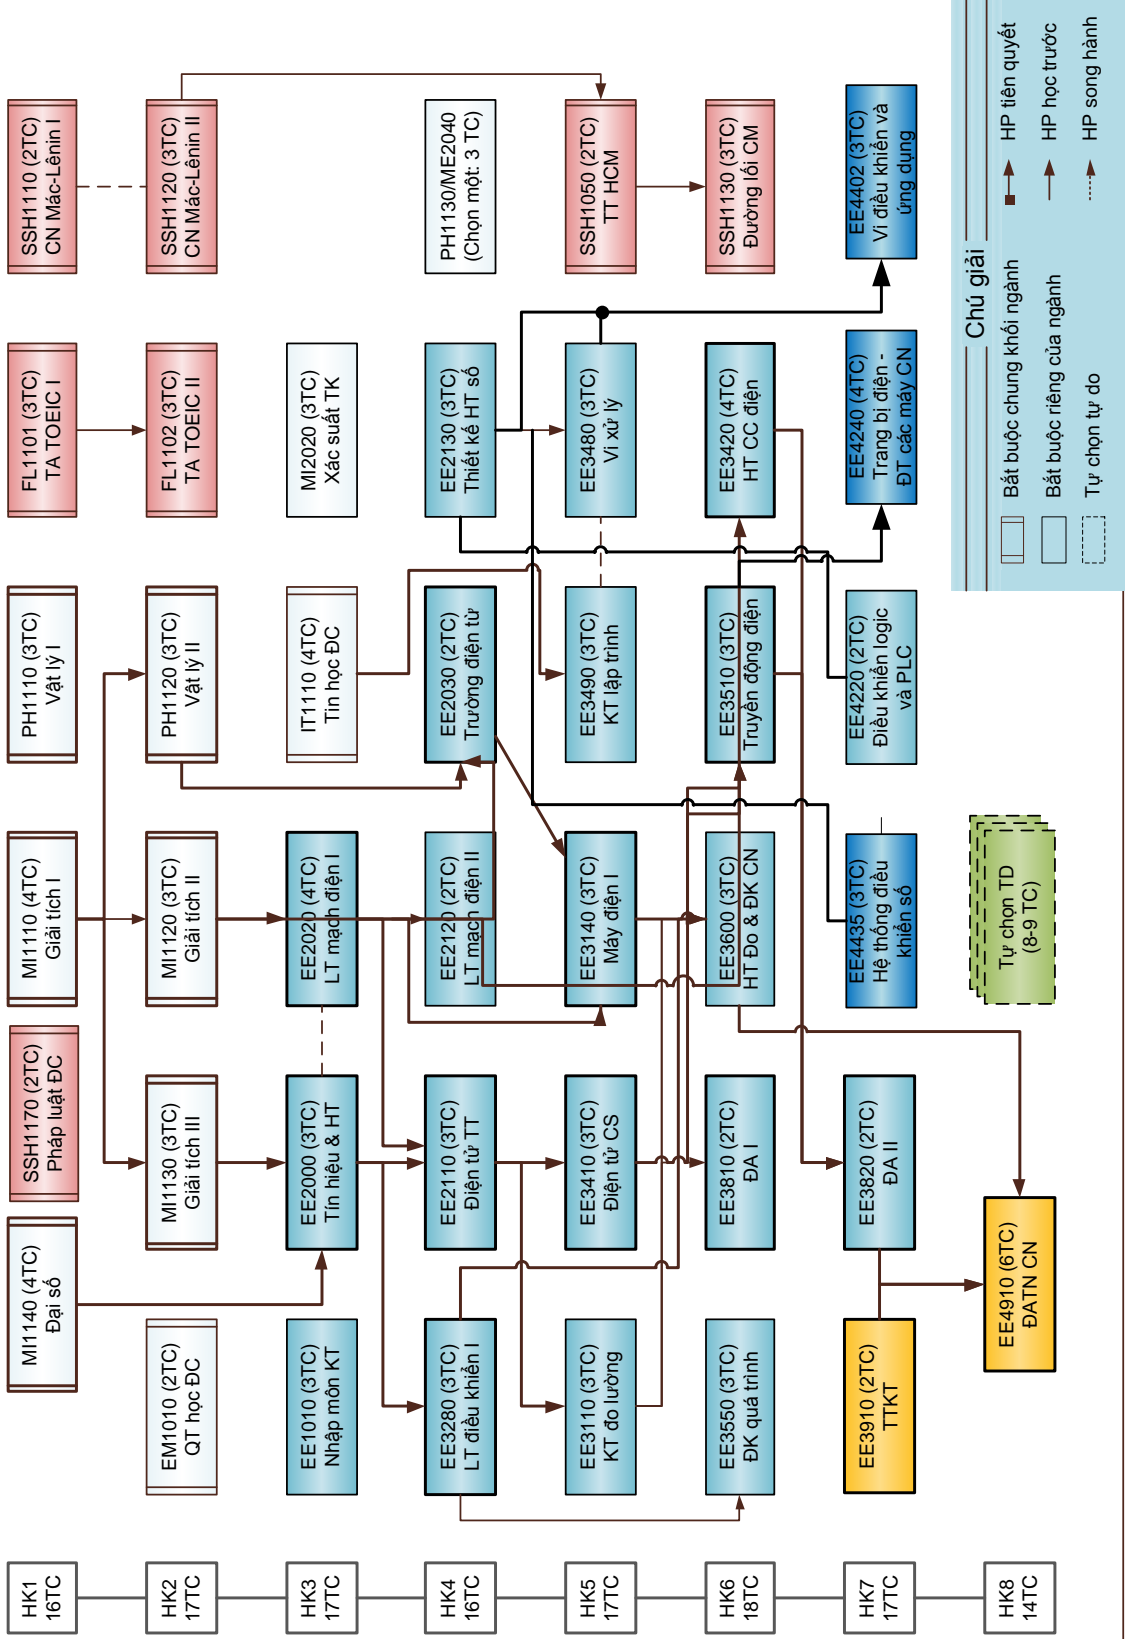 HK1
16TC
MI1140 (4TC)
Đại số
SSH1170 (2TC)
Pháp luật ĐC
MI1110 (4TC)
Giải tích I
PH1110 (3TC)
Vật lý I
FL1101 (3TC)
TA TOEIC I
SSH1110 (2TC)
CN Mác-Lênin I
HK2
17TC
EM1010 (2TC)
QT học ĐC
MI1130 (3TC)
Giải tích III
MI1120 (3TC)
Giải tích II
PH1120 (3TC)
Vật lý II
FL1102 (3TC)
TA TOEIC II
SSH1120 (3TC)
CN Mác-Lênin II
HK3
17TC
EE1010 (3TC)
Nhập môn KT
EE2000 (3TC)
Tín hiệu & HT
EE2020 (4TC)
LT mạch điện I
IT1110 (4TC)
Tin học ĐC
MI2020 (3TC)
Xác suất TK
HK4
16TC
EE3280 (3TC)
LT điều khiển I
EE2110 (3TC)
Điện tử TT
EE2120 (2TC)
LT mạch điện II
EE2030 (2TC)
Trường điện từ
EE2130 (3TC)
Thiết kế HT số
PH1130/ME2040
(Chọn một: 3 TC)
HK5
17TC
EE3110 (3TC)
KT đo lường
EE3410 (3TC)
Điện tử CS
EE3140 (3TC)
Máy điện I
EE3490 (3TC)
KT lập trình
EE3480 (3TC)
Vi xử lý
SSH1050 (2TC)
TT HCM
HK6
18TC
EE3550 (3TC)
ĐK quá trình
EE3810 (2TC)
ĐA I
EE3600 (3TC)
HT Đo & ĐK CN
EE3510 (3TC)
Truyền động điện
EE3420 (4TC)
HT CC điện
SSH1130 (3TC)
Đường lối CM
HK7
17TC
EE3910 (2TC)
TTKT
EE3820 (2TC)
ĐA II
EE4435 (3TC)
Hệ thống điều
khiển số
EE4220 (2TC)
Điều khiển logic
và PLC
EE4240 (4TC)
Trang bị điện -
ĐT các máy CN
EE4402 (3TC)
Vi điều khiển và
ứng dụng
HK8
14TC
EE4910 (6TC)
ĐATN CN
Tự chọn TD
(8-9 TC)
Chú giải
Bắt buộc chung khối ngành
HP tiên quyết
Bắt buộc riêng của ngành
HP học trước
Tự chọn tự do
HP song hành